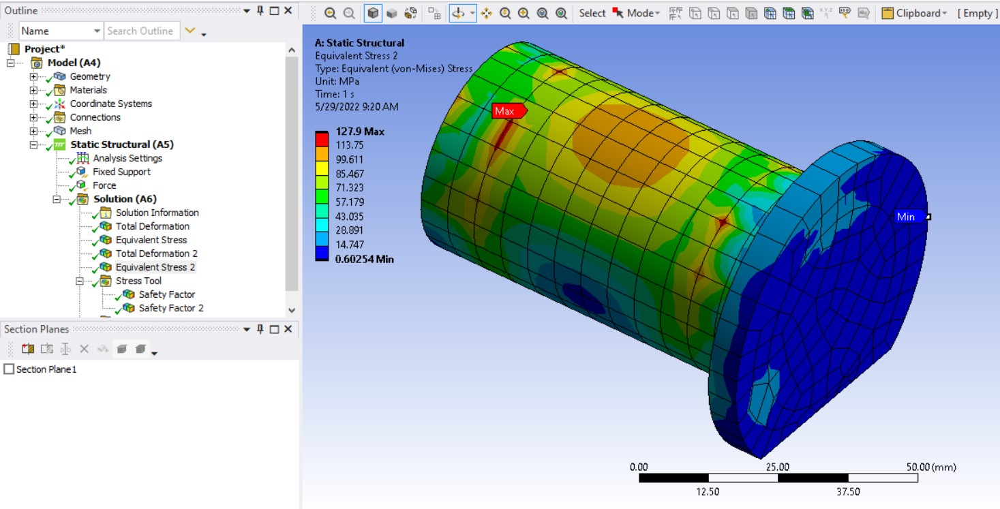 Outline
Name
Search Outline
Project*
Model (A4)
Geometry
Materials
Coordinate Systems
Connections
Mesh
Static Structural (A5)
Analysis Settings
Fixed Support
Force
Solution (A6)
Solution Information
Total Deformation
Equivalent Stress
Total Deformation 2
Equivalent Stress 2
Stress Tool
Safety Factor
Safety Factor 2
Section Planes
Section Plane1
Select
Mode
Clipboard
[ Empty ]
A: Static Structural
Equivalent Stress 2
Type: Equivalent (von-Mises) Stress
Unit: MPa
Time: 1 s
5/29/2022 9:20 AM
127.9 Max
113.75
99.611
85.467
71.323
57.179
43.035
28.891
14.747
0.60254 Min
Max
Min
0.00
25.00
50.00 (mm)
12.50
37.50